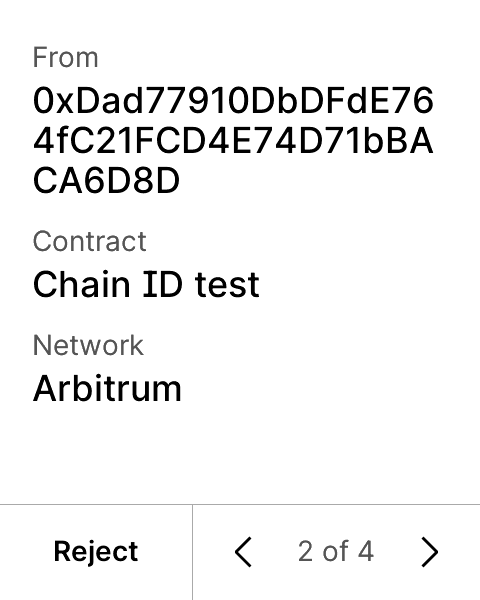 From
0xDad77910DbDFdE76
4fC21FCD4E74D71bBA
CA6D8D
Contract
Chain ID test
Network
Arbitrum
Reject
2 of 4